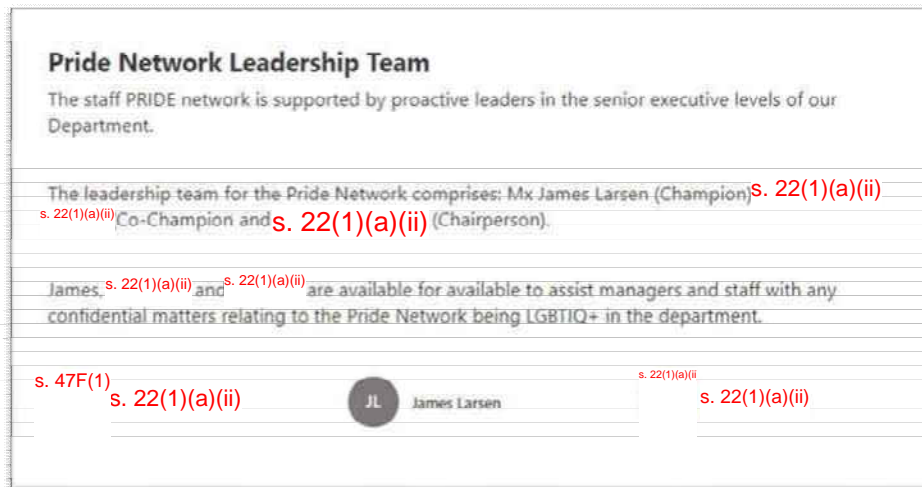 Pride Network Leadership Team
The staff PRIDE network is supported by proactive leaders in the senior executive levels of our
Department.
The leadership team for the Pride Network comprises: Mx James Larsen (Champion) s. 22(1)(a)(ii)
s. 22(1)(a)(ii) Co-Champion and s. 22(1)(a)(ii) (Chairperson).
James, s. 22(1)(a)(ii) and s. 22(1)(a)(ii) are available for available to assist managers and staff with any
confidential matters relating to the Pride Network being LGBTIQ+ in the department.
s. 47F(1) s. 22(1)(a)(ii) JL James Larsen s. 22(1)(a)(ii s. 22(1)(a)(ii)